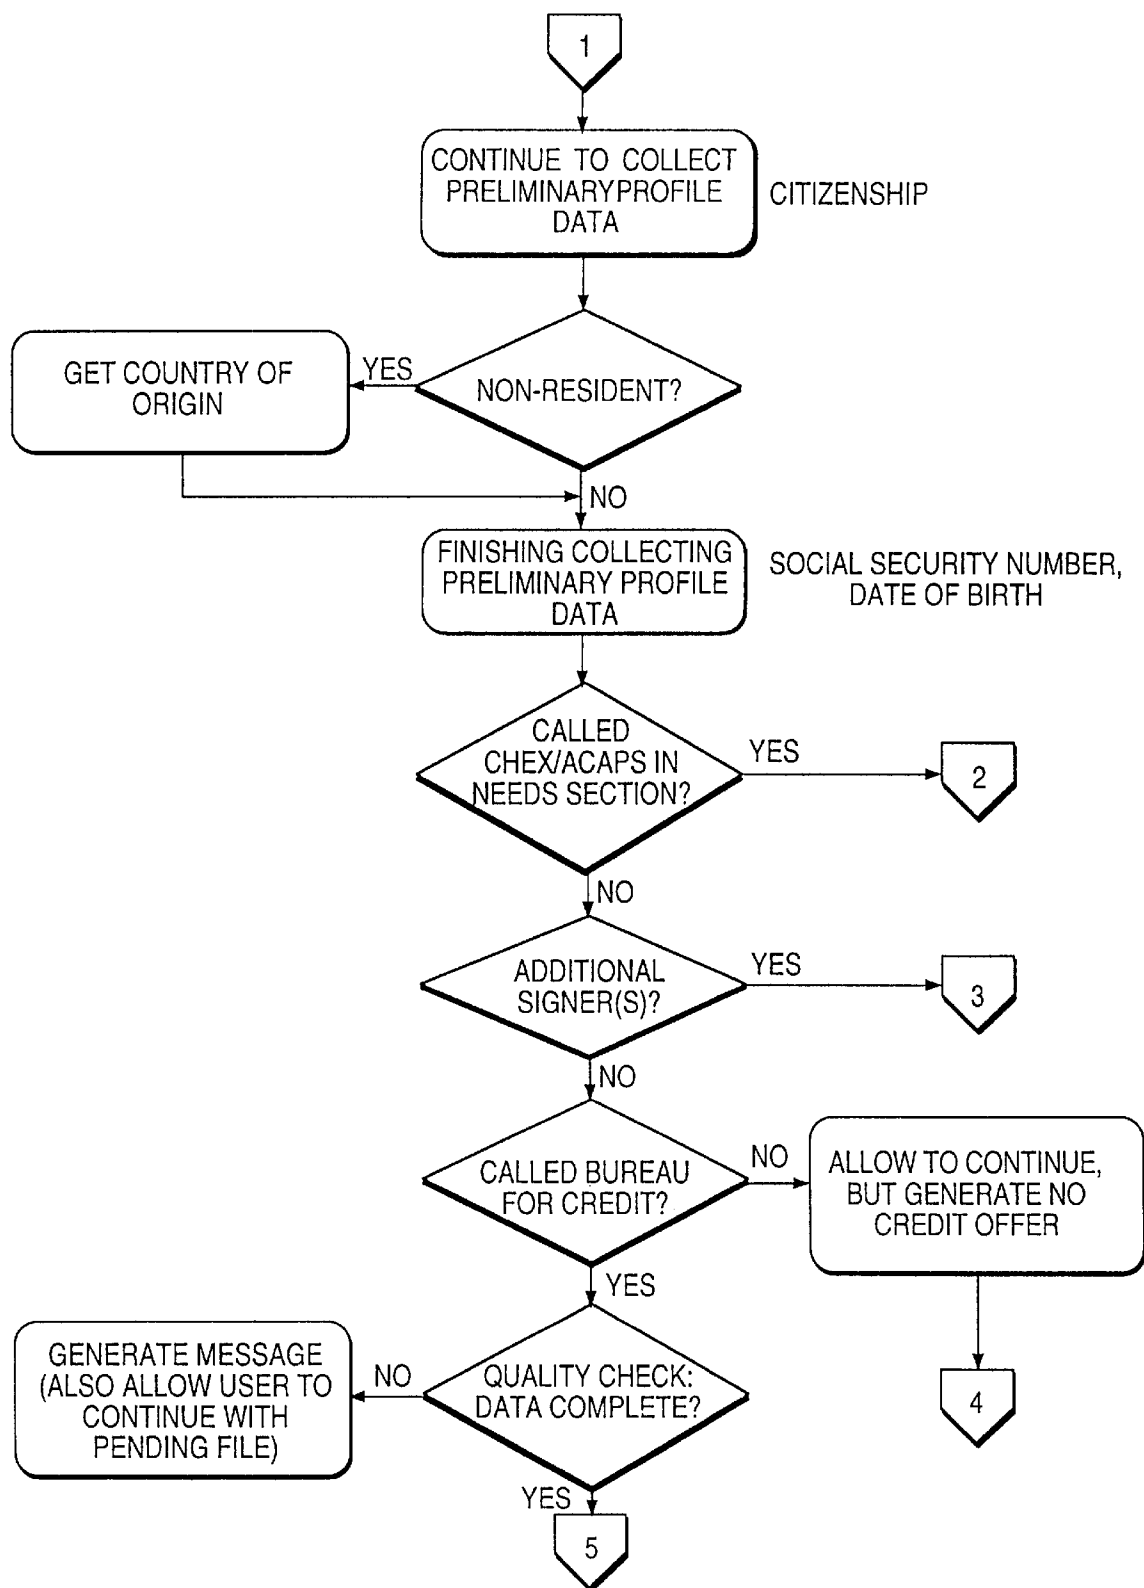 1
CONTINUE TO COLLECT
PRELIMINARY PROFILE
DATA
CITIZENSHIP
NON-RESIDENT?
YES
GET COUNTRY OF
ORIGIN
NO
FINISHING COLLECTING
PRELIMINARY PROFILE
DATA
SOCIAL SECURITY NUMBER,
DATE OF BIRTH
CALLED
CHEX/ACAPS IN
NEEDS SECTION?
YES
2
NO
ADDITIONAL
SIGNER(S)?
YES
3
NO
CALLED BUREAU
FOR CREDIT?
NO
ALLOW TO CONTINUE,
BUT GENERATE NO
CREDIT OFFER
4
YES
QUALITY CHECK:
DATA COMPLETE?
NO
GENERATE MESSAGE
(ALSO ALLOW USER TO
CONTINUE WITH
PENDING FILE)
YES
5